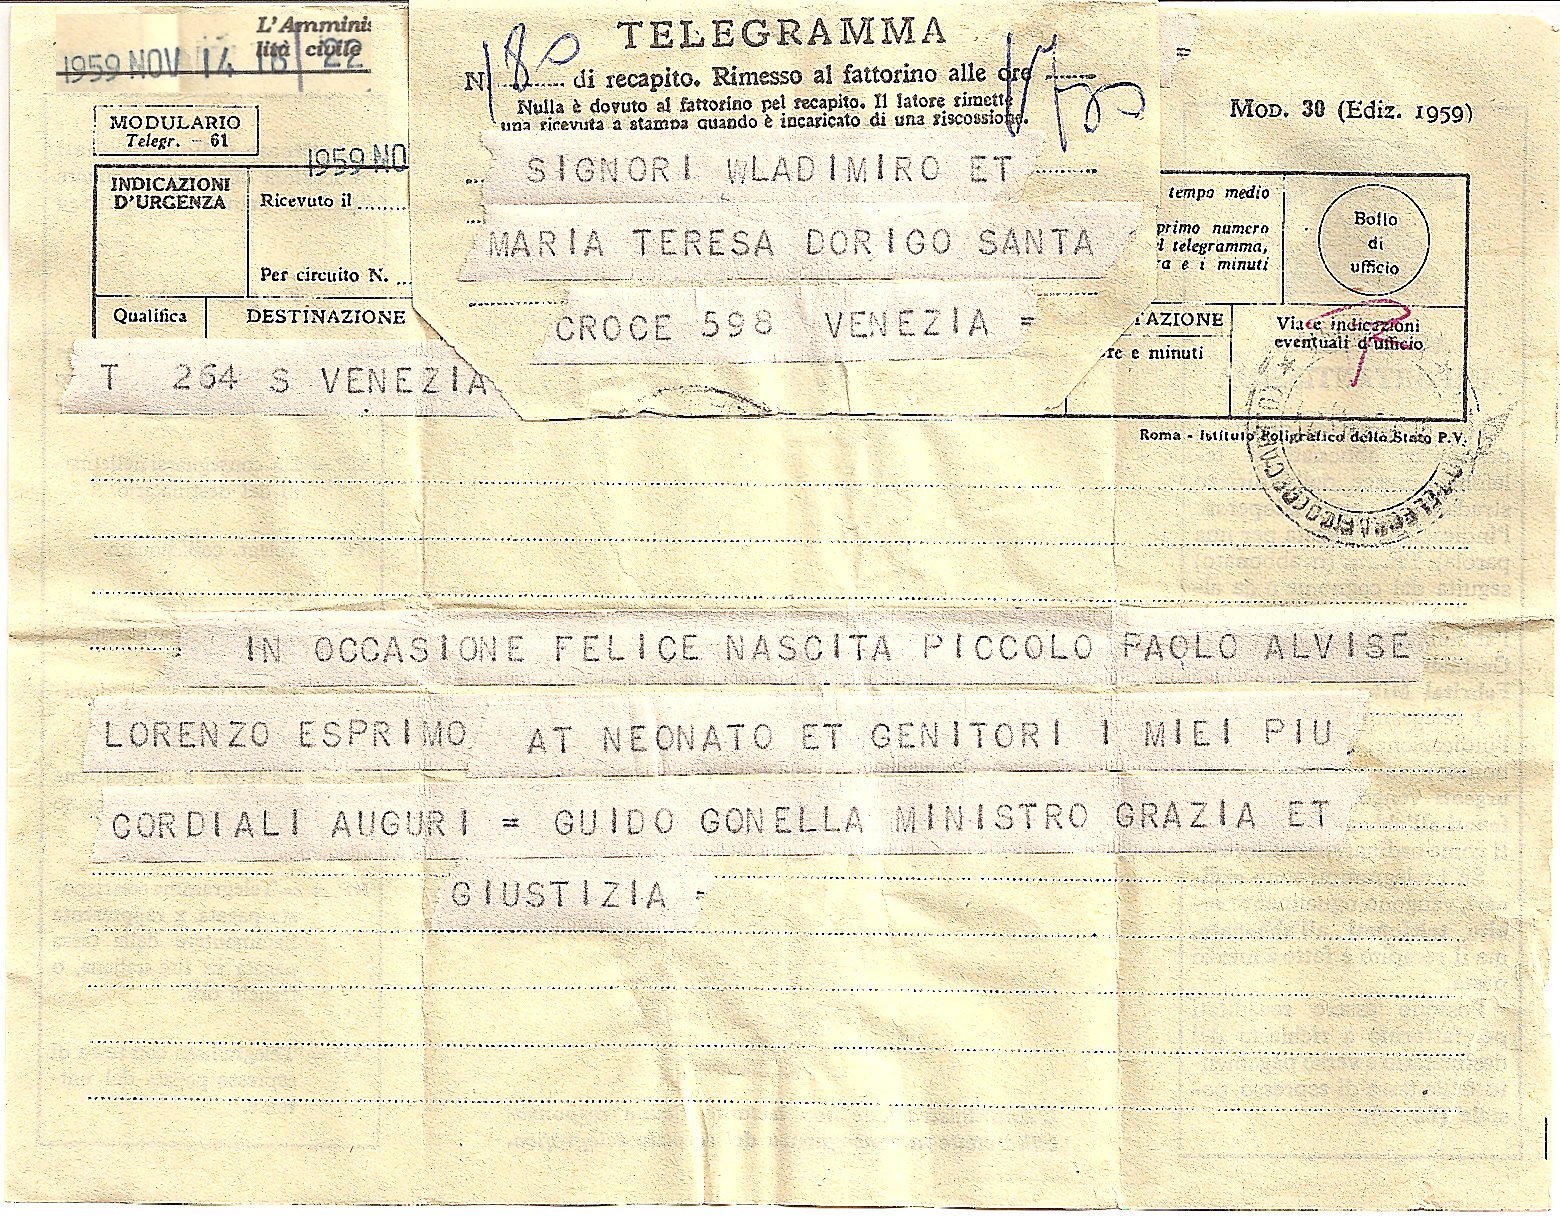 L'Amminis
lità civile
1959 NOV 14 18 22
TELEGRAMMA
N. 180 di recapito. Rimesso al fattorino alle ore
Nulla è dovuto al fattorino pel recapito. Il latore rimette
una ricevuta a stampa quando è incaricato di una riscossione.
=
MOD. 30 (Ediz. 1959)
MODULARIO
Telegr. - 61
1959 NO
INDICAZIONI
D'URGENZA
Ricevuto il
Per circuito N.
Qualifica
DESTINAZIONE
SIGNORI WLADIMIRO ET
MARIA TERESA DORIGO SANTA
CROCE 598 VENEZIA =
tempo medio
primo numero
l telegramma,
ra e i minuti
Bollo
di
ufficio
TAZIONE
re e minuti
Via e indicazioni
eventuali d'ufficio
T 264 S VENEZIA
Roma - Istituto Poligrafico dello Stato P.V.
IN OCCASIONE FELICE NASCITA PICCOLO PAOLO ALVISE
LORENZO ESPRIMO AT NEONATO ET GENITORI I MIEI PIU
CORDIALI AUGURI = GUIDO GONELLA MINISTRO GRAZIA ET
GIUSTIZIA =